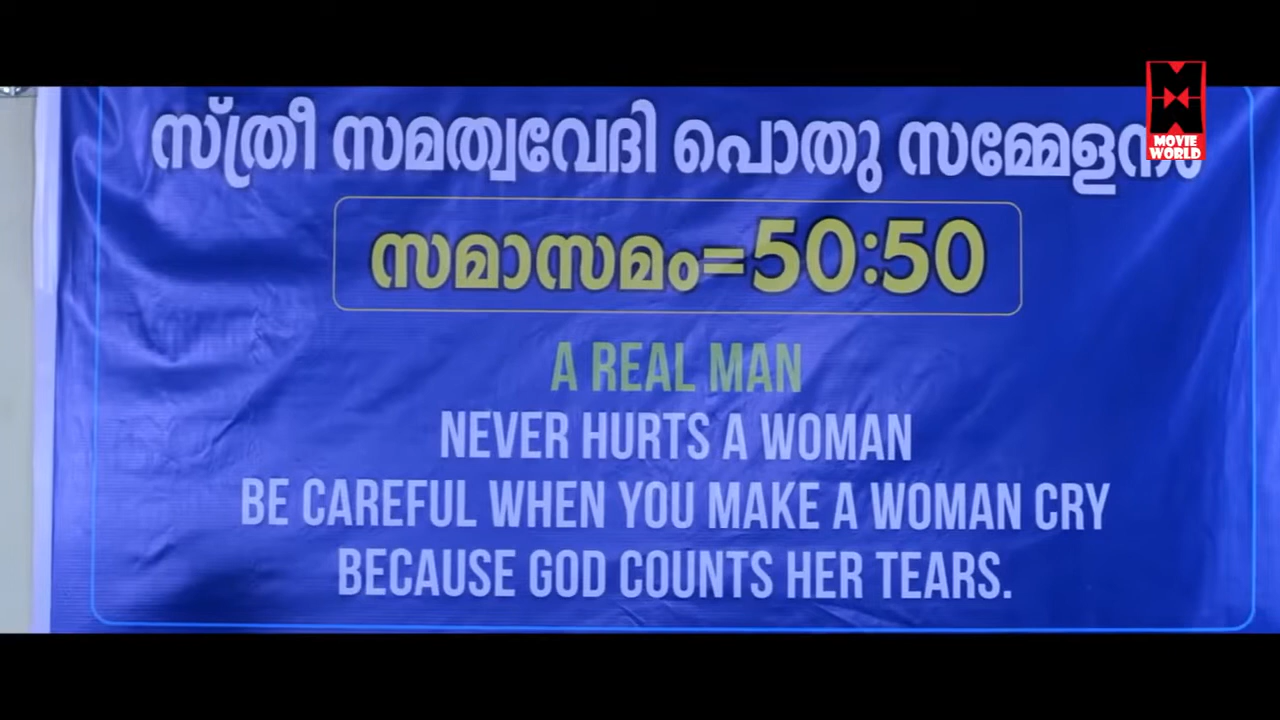 സ്ത്രീ സമത്വവേദി പൊതു സമ്മേളനം
സമാസമം=50:50
A REAL MAN
NEVER HURTS A WOMAN
BE CAREFUL WHEN YOU MAKE A WOMAN CRY
BECAUSE GOD COUNTS HER TEARS.
MOVIE
WORLD